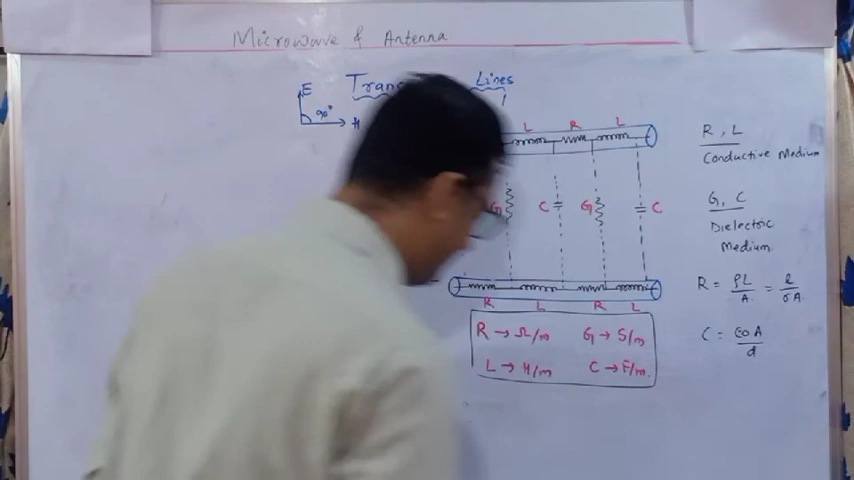 Microwave & Antenna
Lines
E
90°
L R L
R, L
Conductive Medium
G C G C
G, C
Dielectric
Medium
R = ρL/A = l/σA
R L R L
R → Ω/m G → S/m
L → H/m C → F/m
C = ε0A/d